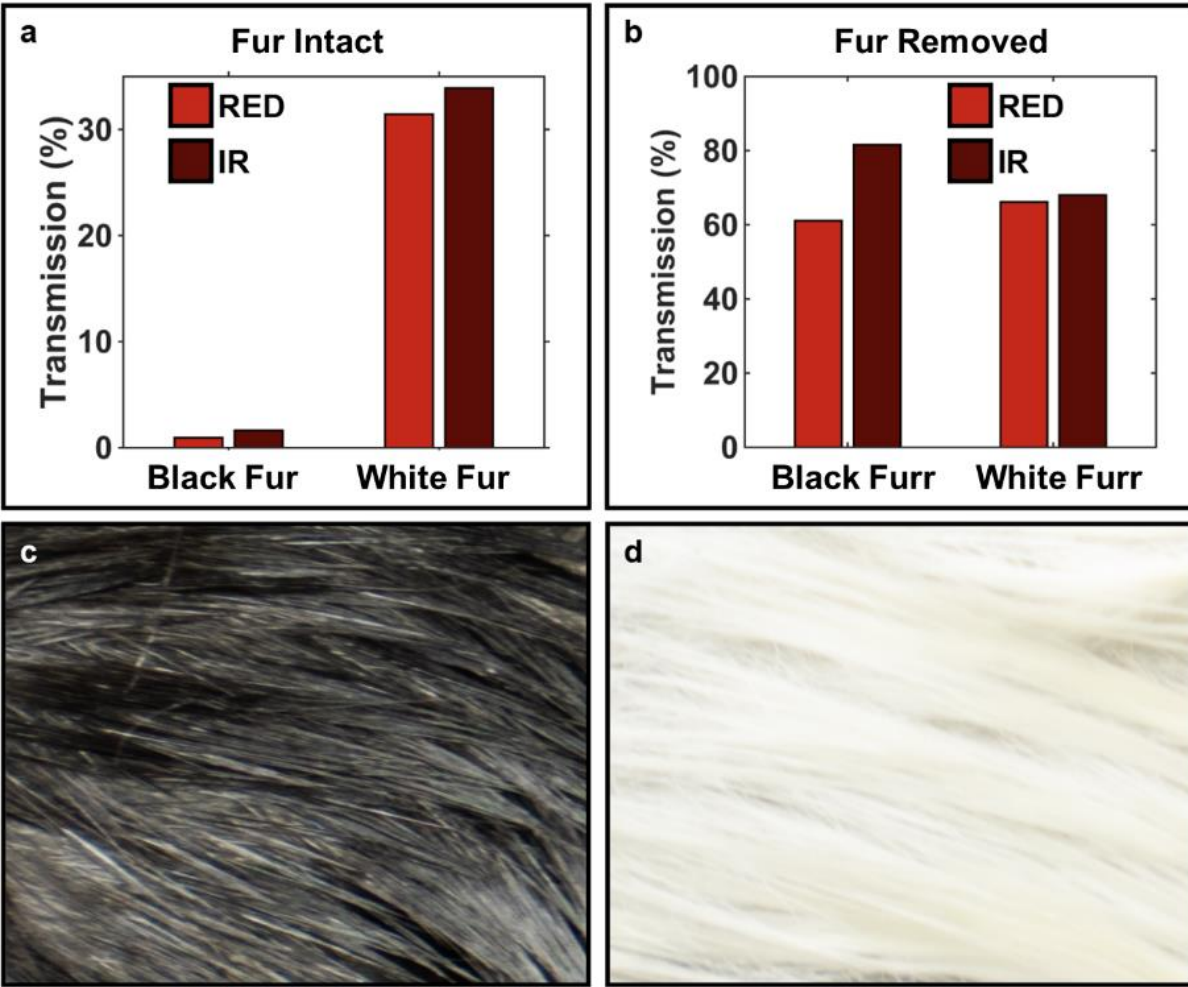 a
Fur Intact
Transmission (%)
30
20
10
0
RED
IR
Black Fur
White Fur
b
Fur Removed
Transmission (%)
100
80
60
40
20
0
RED
IR
Black Furr
White Furr
c
d